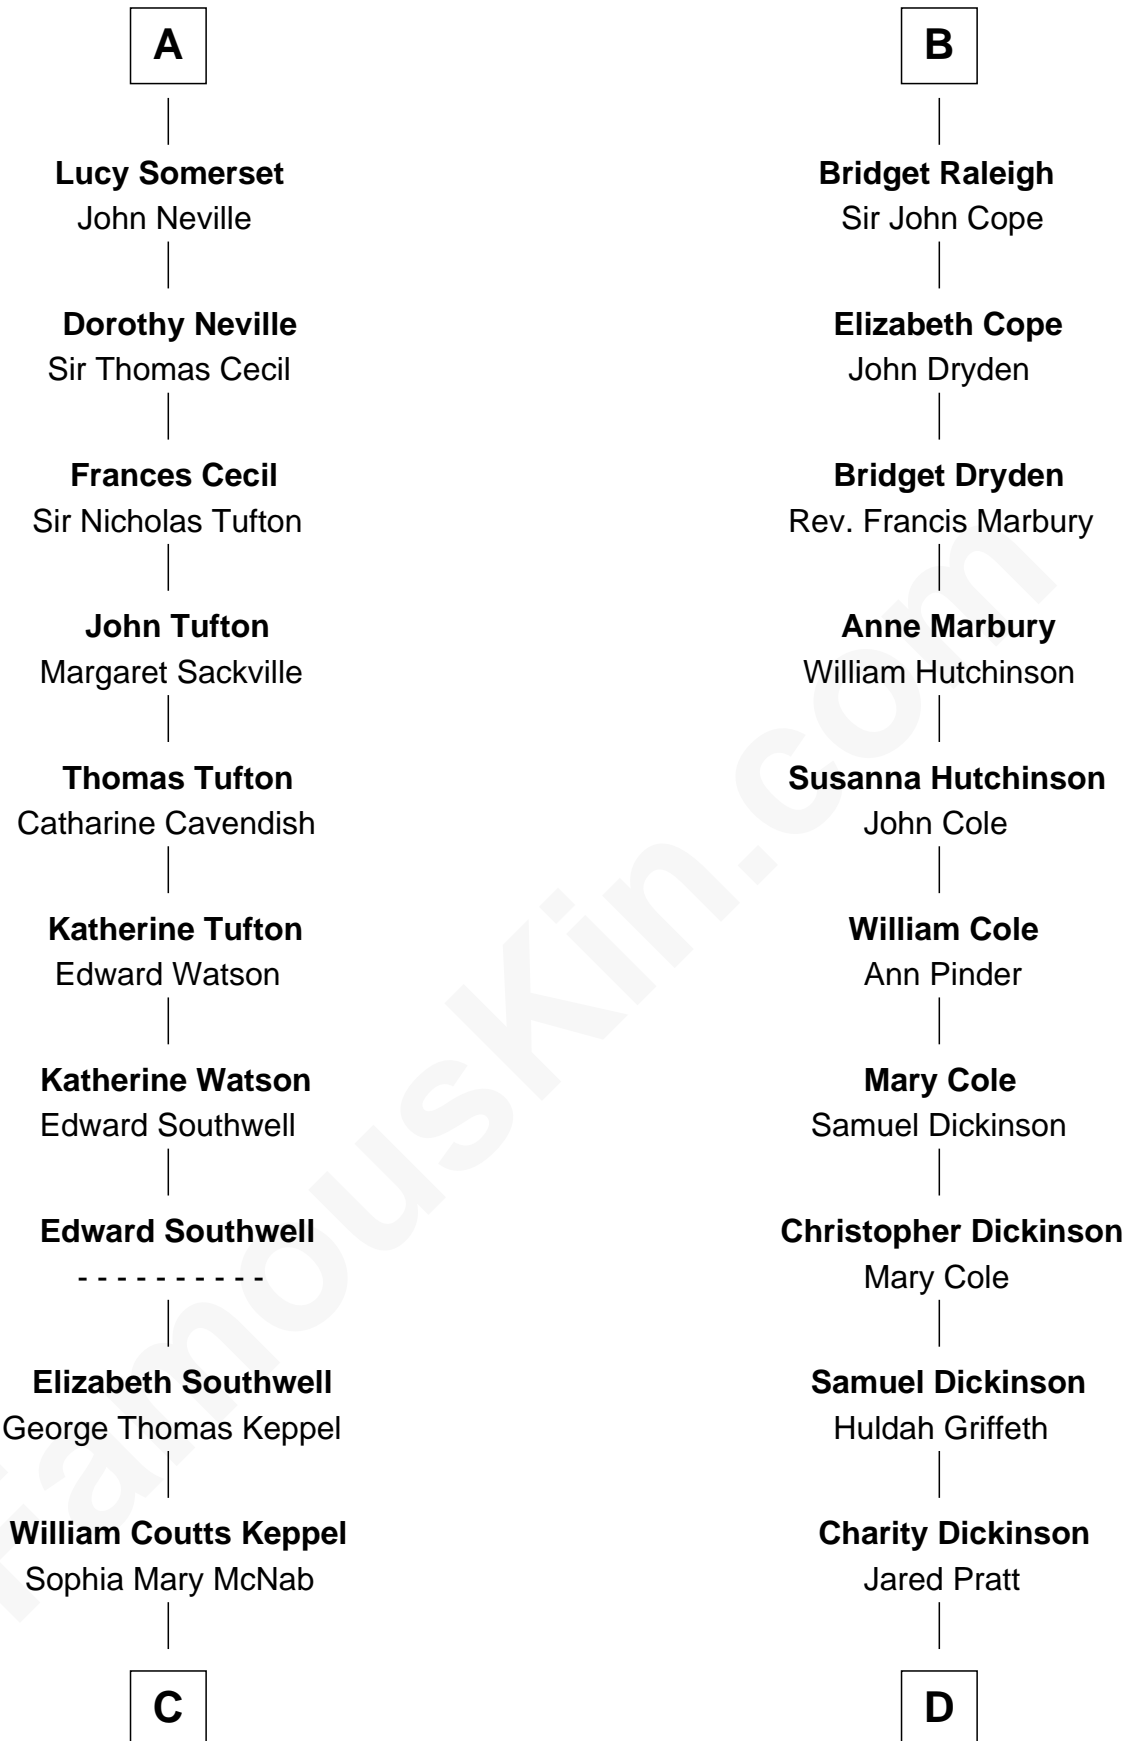 A
Lucy Somerset
John Neville
Dorothy Neville
Sir Thomas Cecil
Frances Cecil
Sir Nicholas Tufton
John Tufton
Margaret Sackville
Thomas Tufton
Catharine Cavendish
Katherine Tufton
Edward Watson
Katherine Watson
Edward Southwell
Edward Southwell
- - - - - - - - - -
Elizabeth Southwell
George Thomas Keppel
William Coutts Keppel
Sophia Mary McNab
C
B
Bridget Raleigh
Sir John Cope
Elizabeth Cope
John Dryden
Bridget Dryden
Rev. Francis Marbury
Anne Marbury
William Hutchinson
Susanna Hutchinson
John Cole
William Cole
Ann Pinder
Mary Cole
Samuel Dickinson
Christopher Dickinson
Mary Cole
Samuel Dickinson
Huldah Griffeth
Charity Dickinson
Jared Pratt
D
FamousKin.com